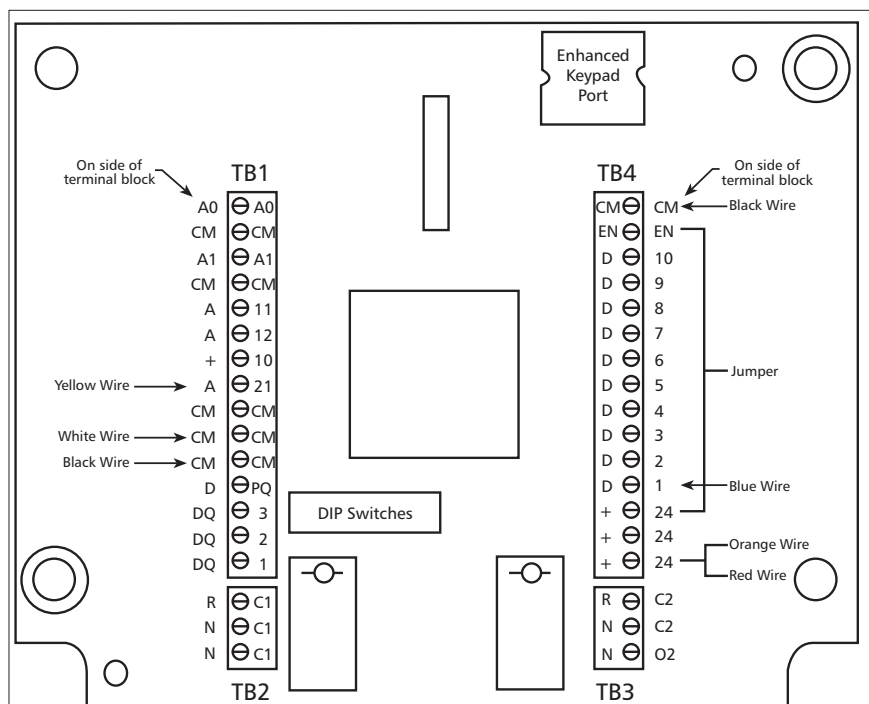 Enhanced
Keypad
Port
On side of
terminal block
TB1
A0 A0
CM CM
A1 A1
CM CM
A 11
A 12
+ 10
Yellow Wire A 21
CM CM
White Wire CM CM
Black Wire CM CM
D PQ
DQ 3
DQ 2
DQ 1
R C1
N C1
N C1
TB2
DIP Switches
TB4
On side of
terminal block
CM CM Black Wire
EN EN
D 10
D 9
D 8
D 7
D 6
D 5
D 4
D 3
D 2
D 1 Blue Wire
+ 24
+ 24
+ 24
Jumper
Orange Wire
Red Wire
R C2
N C2
N O2
TB3